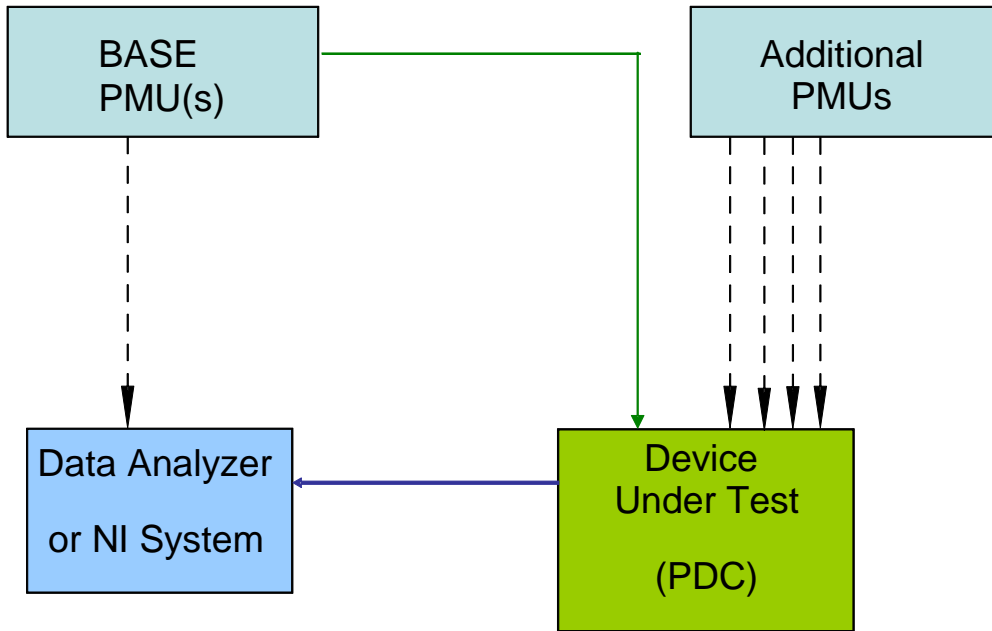 BASE
PMU(s)
Additional
PMUs
Data Analyzer
or NI System
Device
Under Test
(PDC)